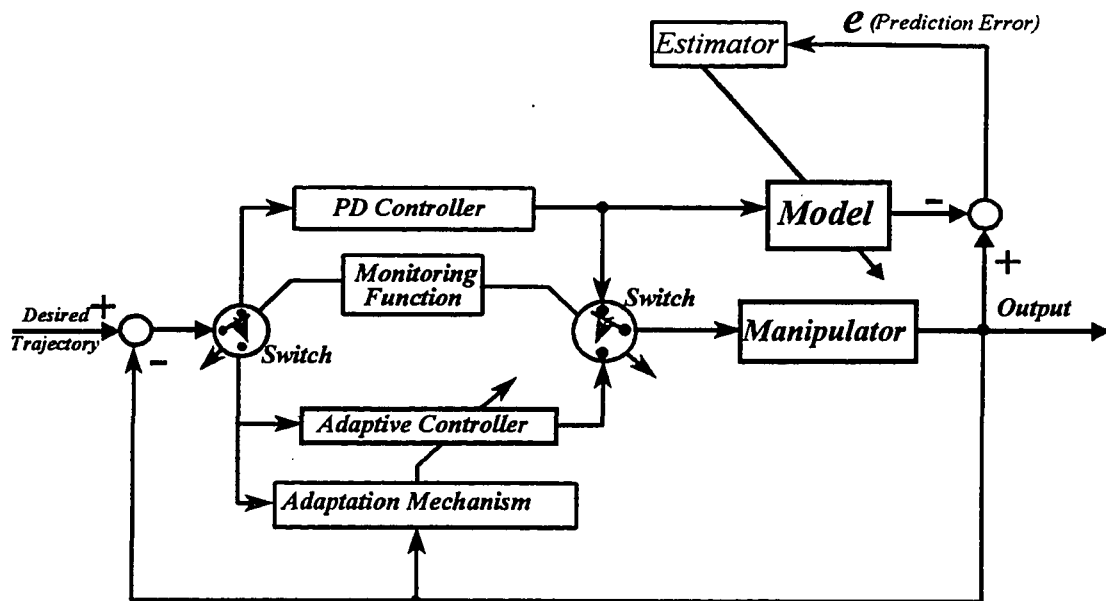 e (Prediction Error)
Estimator
PD Controller
Model
-
Monitoring
Function
+
Switch
Desired
+
Trajectory
-
Switch
Manipulator
Output
Adaptive Controller
Adaptation Mechanism